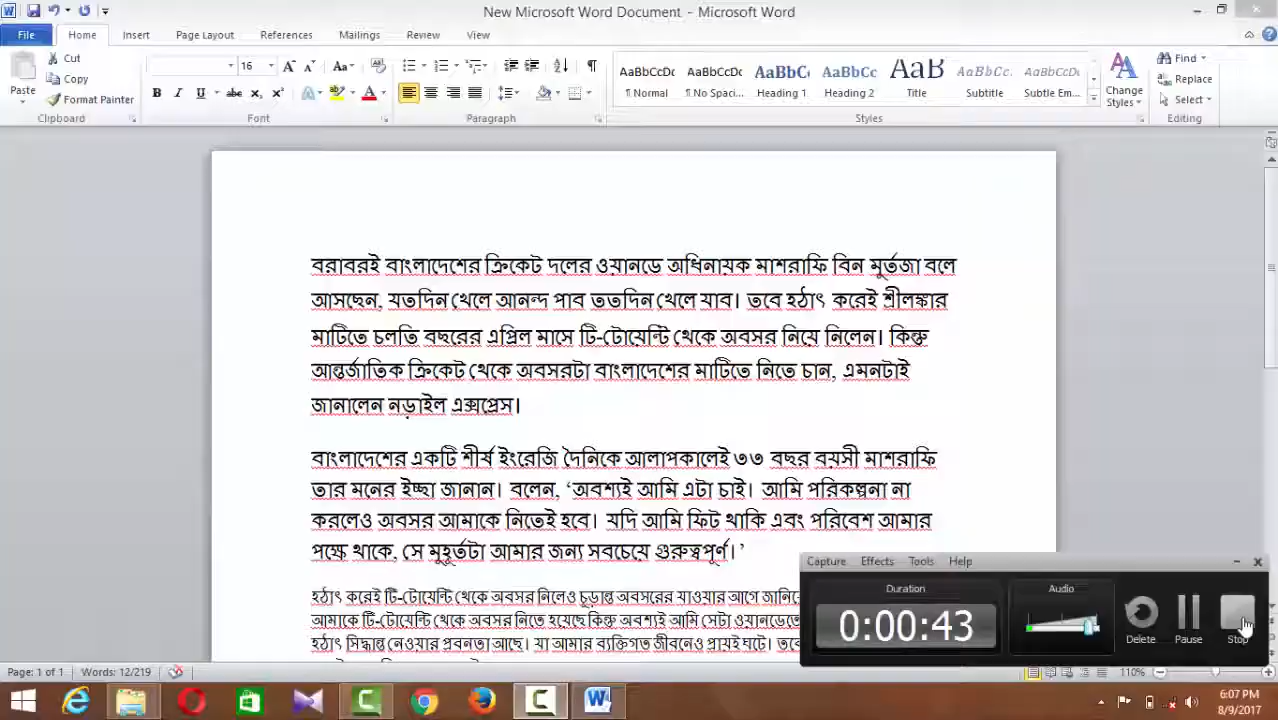 New Microsoft Word Document - Microsoft Word
File Home Insert Page Layout References Mailings Review View
Cut
Copy
Format Painter
Paste
Clipboard
16
Font
Paragraph
AaBbCcDc AaBbCcDc AaBbC AaBbCc AaB AaBbCcD AaBbCcDc
¶ Normal ¶ No Spaci... Heading 1 Heading 2 Title Subtitle Subtle Em...
Styles
Change Styles
Find
Replace
Select
Editing
বরাবরই বাংলাদেশের ক্রিকেট দলের ওয়ানডে অধিনায়ক মাশরাফি বিন মুর্তজা বলে
আসছেন, যতদিন খেলে আনন্দ পাব ততদিন খেলে যাব। তবে হঠাৎ করেই শ্রীলঙ্কার
মাটিতে চলতি বছরের এপ্রিল মাসে টি-টোয়েন্টি থেকে অবসর নিয়ে নিলেন। কিন্তু
আন্তর্জাতিক ক্রিকেট থেকে অবসরটা বাংলাদেশের মাটিতে নিতে চান, এমনটাই
জানালেন নড়াইল এক্সপ্রেস।
বাংলাদেশের একটি শীর্ষ ইংরেজি দৈনিকে আলাপকালেই ৩৩ বছর বয়সী মাশরাফি
তার মনের ইচ্ছা জানান। বলেন, ‘অবশ্যই আমি এটা চাই। আমি পরিকল্পনা না
করলেও অবসর আমাকে নিতেই হবে। যদি আমি ফিট থাকি এবং পরিবেশ আমার
পক্ষে থাকে, সে মুহূর্তটা আমার জন্য সবচেয়ে গুরুত্বপূর্ণ।’
হঠাৎ করেই টি-টোয়েন্টি থেকে অবসর নিলেও চূড়ান্ত অবসরের যাওয়ার আগে
আমাকে টি-টোয়েন্টি থেকে অবসর নিতে হয়েছে কিন্তু অবশ্যই আমি সেটা
হঠাৎ সিদ্ধান্ত নেওয়ার প্রবনতা আছে। যা আমার ব্যক্তিগত জীবনেও প্রায়ই ঘটে।
Capture Effects Tools Help
Duration Audio
0:00:43
Delete Pause Stop
Page: 1 of 1 Words: 12/219 110%
6:07 PM
8/9/2017